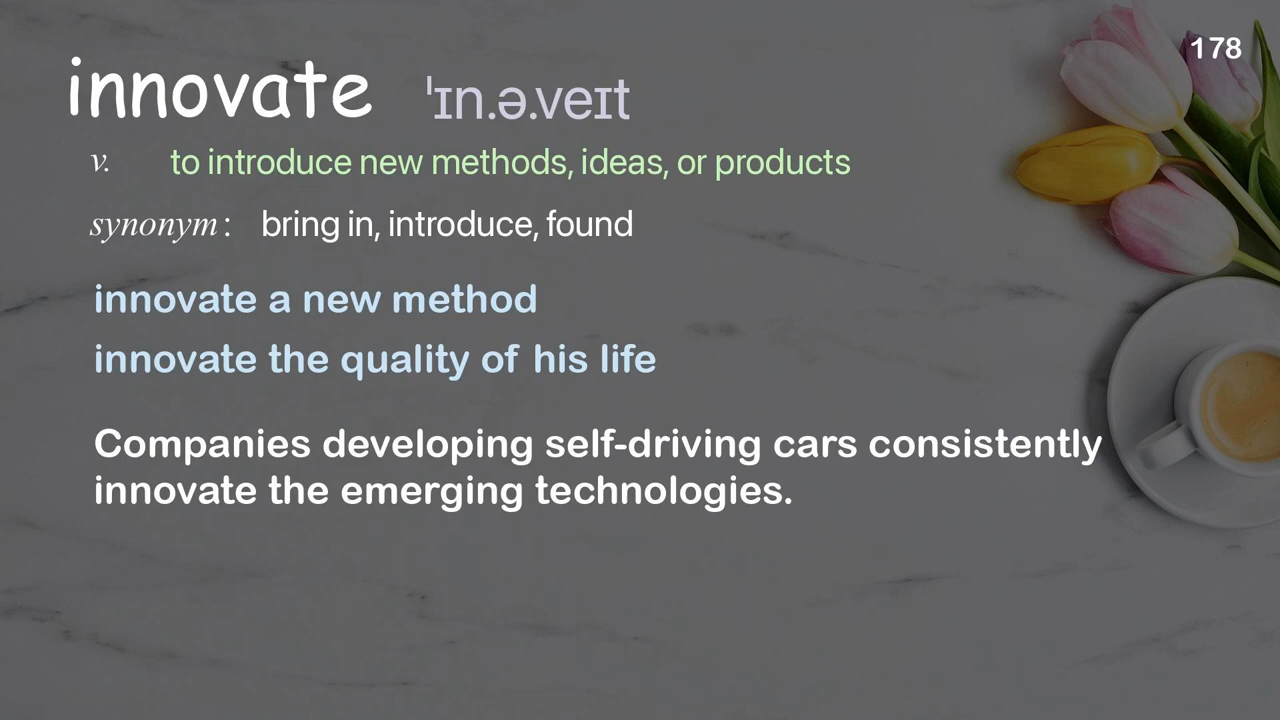 178
innovate ˈɪn.ə.veɪt
v. to introduce new methods, ideas, or products
synonym: bring in, introduce, found
innovate a new method
innovate the quality of his life
Companies developing self-driving cars consistently
innovate the emerging technologies.